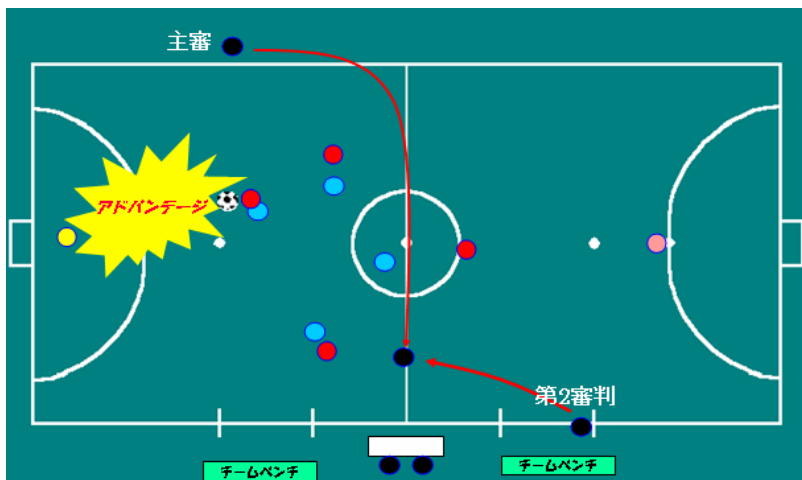 主審
アドバンテージ
第2審判
チームベンチ
チームベンチ